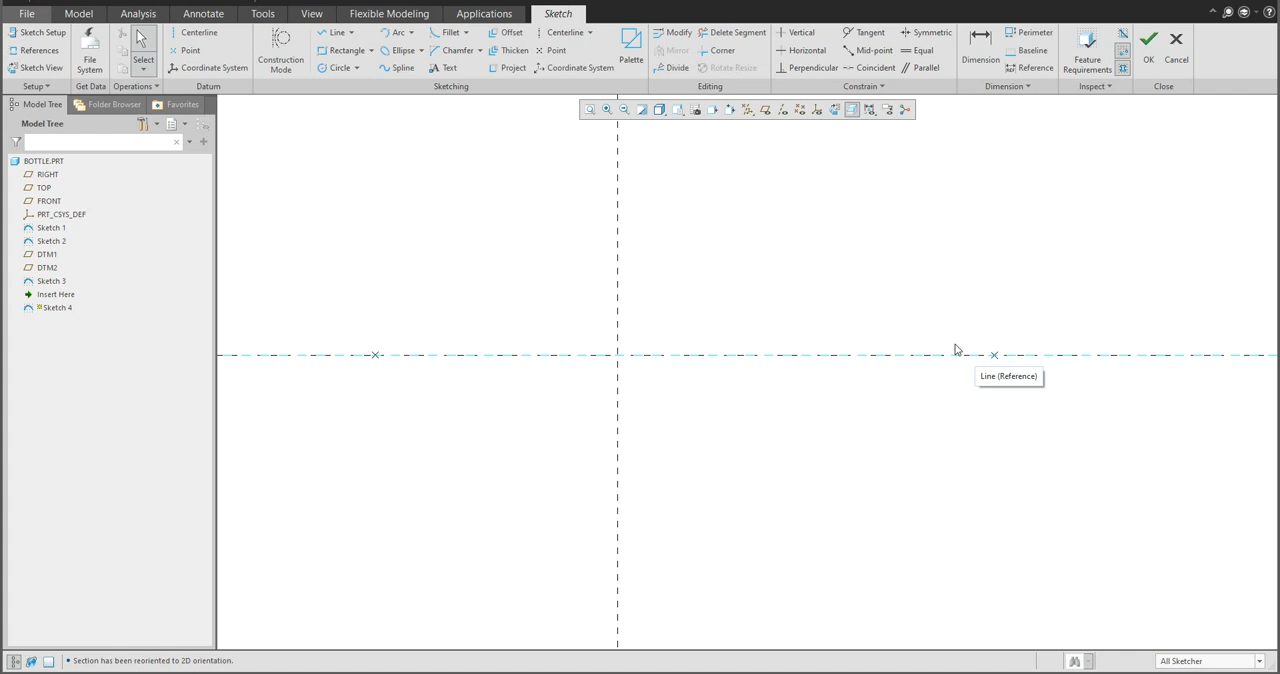 File Model Analysis Annotate Tools View Flexible Modeling Applications Sketch
Sketch Setup Centerline Line Arc Fillet Offset Centerline Modify Delete Segment Vertical Tangent Symmetric Perimeter
References Point Rectangle Ellipse Chamfer Thicken Point Mirror Corner Horizontal Mid-point Equal Baseline
Sketch View File System Select Coordinate System Construction Mode Circle Spline Text Project Coordinate System Palette Divide Rotate Resize Perpendicular Coincident Parallel Dimension Reference Feature Requirements OK Cancel
Setup Get Data Operations Datum Sketching Editing Constrain Dimension Inspect Close
Model Tree Folder Browser Favorites
Model Tree
BOTTLE.PRT
RIGHT
TOP
FRONT
PRT_CSYS_DEF
Sketch 1
Sketch 2
DTM1
DTM2
Sketch 3
Insert Here
Sketch 4
Line (Reference)
Section has been reoriented to 2D orientation.
All Sketcher